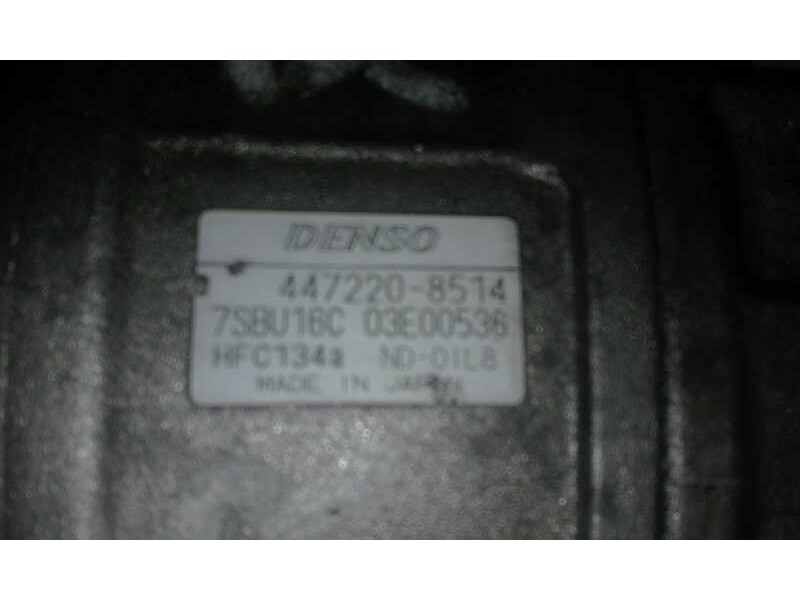 DENSO
447220-8514
7SBU16C 03E00536
HFC134a ND-OIL8
MADE IN JAPAN